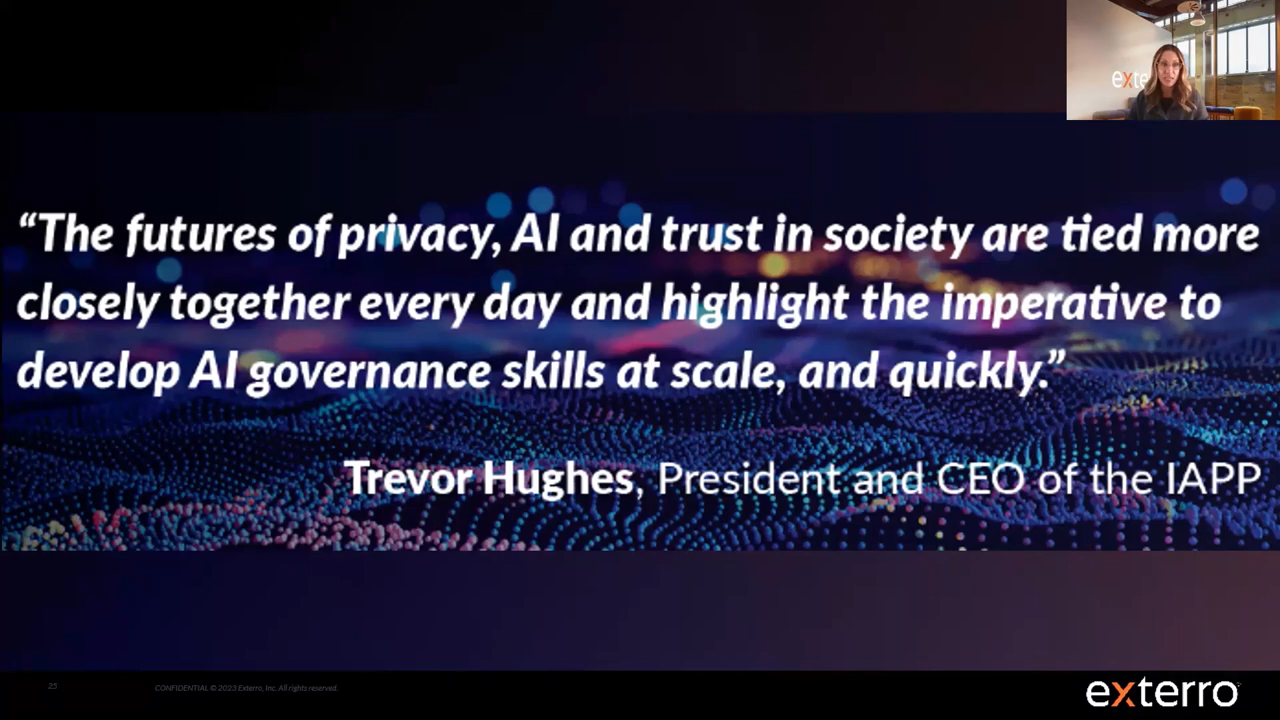 exte
“The futures of privacy, AI and trust in society are tied more
closely together every day and highlight the imperative to
develop AI governance skills at scale, and quickly.”
Trevor Hughes, President and CEO of the IAPP
25
CONFIDENTIAL © 2023 Exterro, Inc. All rights reserved.
exterro